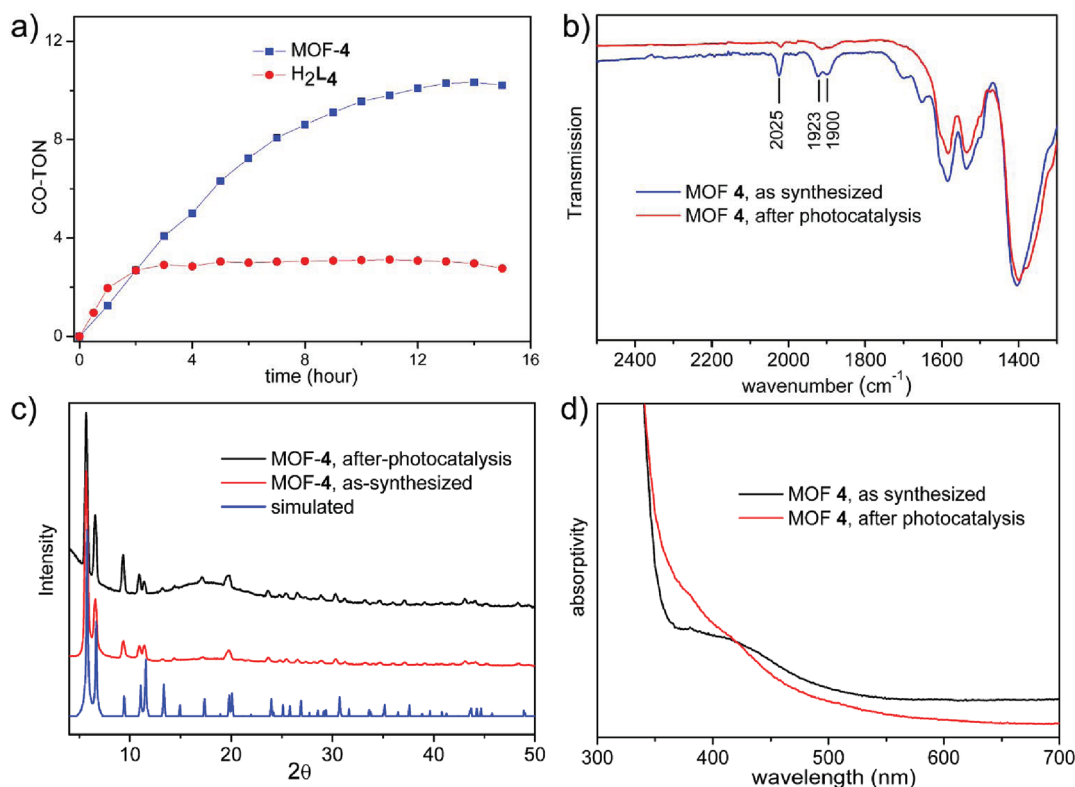 a)
12
8
4
0
CO-TON
MOF-4
H2L4
0 4 8 12 16
time (hour)
b)
Transmission
2025
1923
1900
MOF 4, as synthesized
MOF 4, after photocatalysis
2400 2200 2000 1800 1600 1400
wavenumber (cm-1)
c)
Intensity
MOF-4, after-photocatalysis
MOF-4, as-synthesized
simulated
10 20 30 40 50
2θ
d)
absorptivity
MOF 4, as synthesized
MOF 4, after photocatalysis
300 400 500 600 700
wavelength (nm)